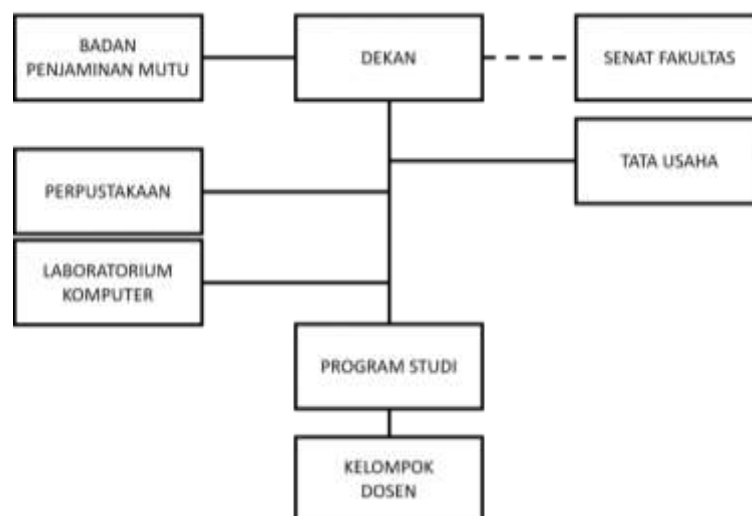 BADAN
PENJAMINAN MUTU
DEKAN
SENAT FAKULTAS
TATA USAHA
PERPUSTAKAAN
LABORATORIUM
KOMPUTER
PROGRAM STUDI
KELOMPOK
DOSEN